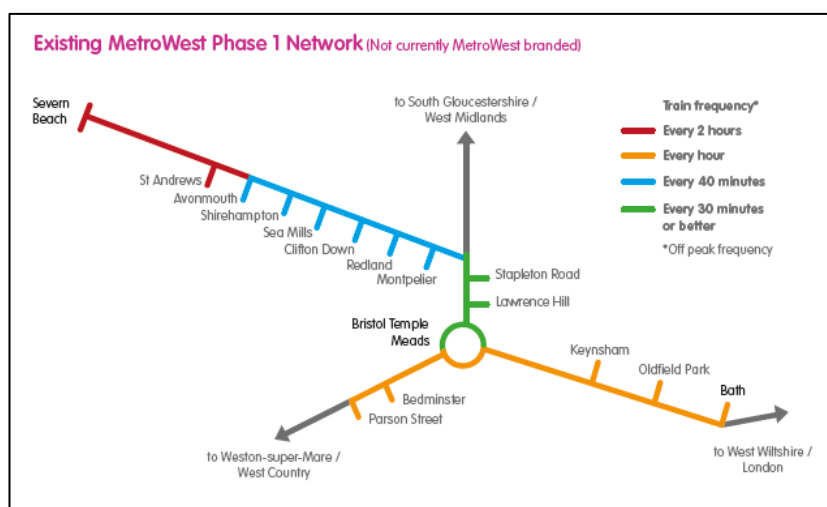 Existing MetroWest Phase 1 Network (Not currently MetroWest branded)
Severn
Beach
to South Gloucestershire /
West Midlands
Train frequency*
Every 2 hours
Every hour
Every 40 minutes
Every 30 minutes
or better
*Off peak frequency
St Andrews
Avonmouth
Shirehampton
Sea Mills
Clifton Down
Redland
Montpelier
Stapleton Road
Lawrence Hill
Bristol Temple
Meads
Keynsham
Oldfield Park
Bath
Bedminster
Parson Street
to Weston-super-Mare /
West Country
to West Wiltshire /
London